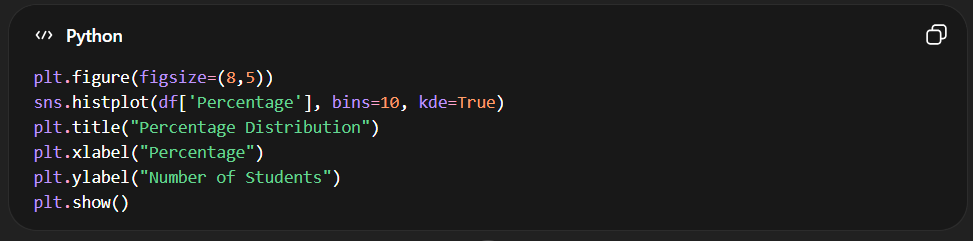 Python
plt.figure(figsize=(8,5))
sns.histplot(df['Percentage'], bins=10, kde=True)
plt.title("Percentage Distribution")
plt.xlabel("Percentage")
plt.ylabel("Number of Students")
plt.show()